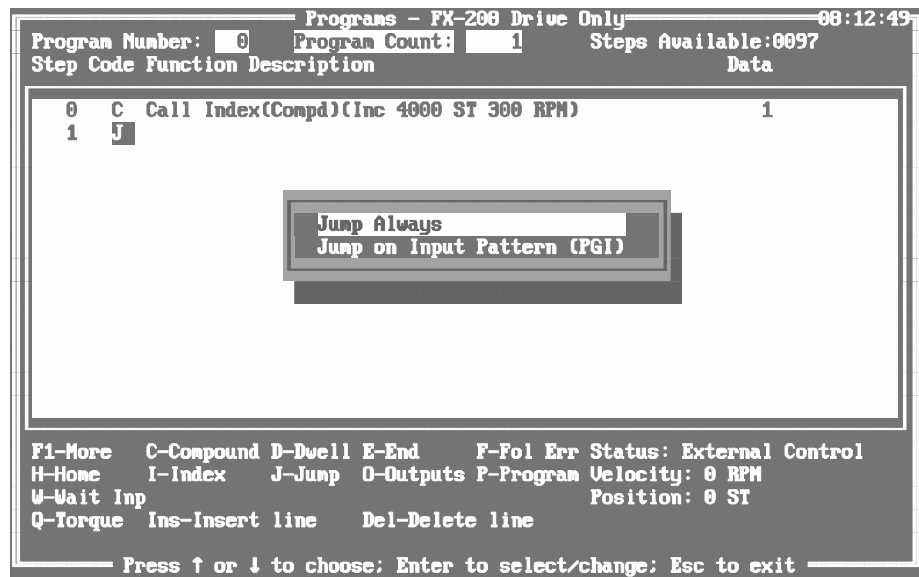 Programs - FX-200 Drive Only 08:12:49
Program Number: 0 Program Count: 1 Steps Available:0097
Step Code Function Description Data
0 C Call Index(Compd)(Inc 4000 ST 300 RPM) 1
1 J
Jump Always
Jump on Input Pattern (PGI)
F1-More C-Compound D-Dwell E-End F-Fol Err Status: External Control
H-Home I-Index J-Jump O-Outputs P-Program Velocity: 0 RPM
W-Wait Inp Position: 0 ST
Q-Torque Ins-Insert line Del-Delete line
Press ↑ or ↓ to choose; Enter to select/change; Esc to exit